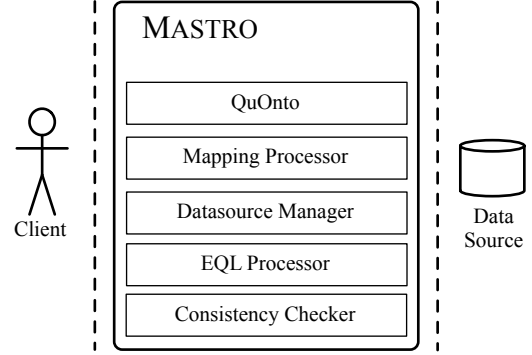 MASTRO
QuOnto
Mapping Processor
Datasource Manager
EQL Processor
Consistency Checker
Client
Data
Source